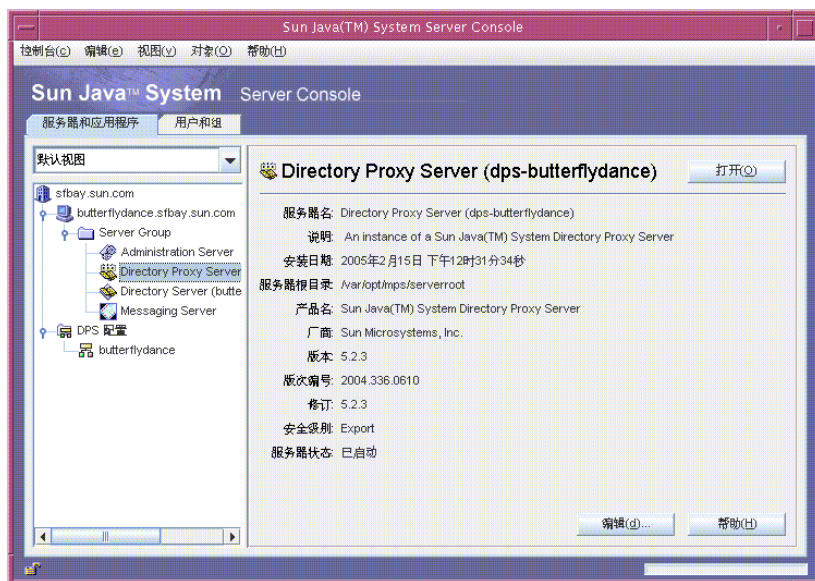 Sun Java(TM) System Server Console
控制台(c) 编辑(e) 视图(v) 对象(O) 帮助(H)
Sun Java™ System Server Console
服务器和应用程序 用户和组
默认视图
sfbay.sun.com
butterflydance.sfbay.sun.com
Server Group
Administration Server
Directory Proxy Server
Directory Server (butte
Messaging Server
DPS 配置
butterflydance
Directory Proxy Server (dps-butterflydance)
打开(O)
服务器名: Directory Proxy Server (dps-butterflydance)
说明: An instance of a Sun Java(TM) System Directory Proxy Server
安装日期: 2005年2月15日 下午12时31分34秒
服务器根目录: /var/opt/mps/serverroot
产品名: Sun Java(TM) System Directory Proxy Server
厂商: Sun Microsystems, Inc.
版本: 5.2.3
版次编号: 2004.336.0610
修订: 5.2.3
安全级别: Export
服务器状态: 已启动
编辑(d)... 帮助(H)